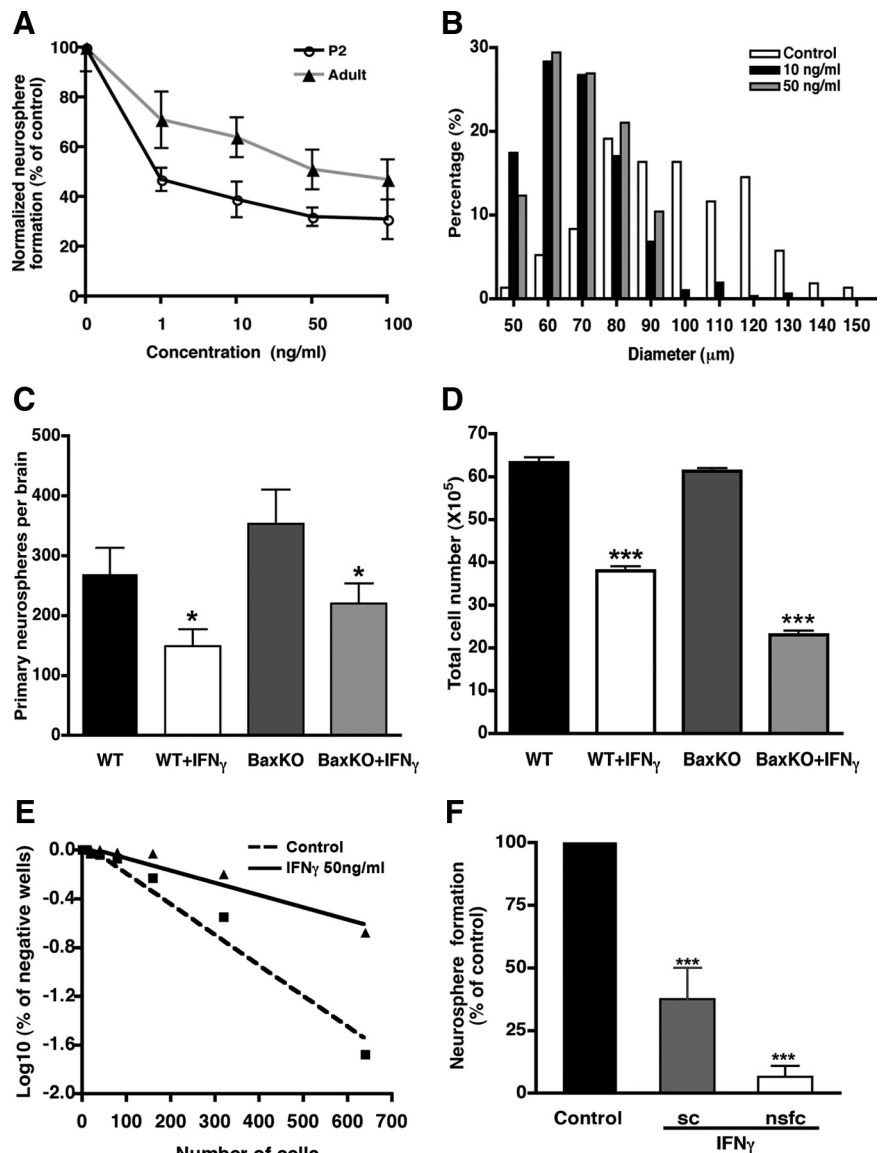 A
100
80
60
40
20
0
Normalized neurosphere
formation (% of control)
P2
Adult
0 1 10 50 100
Concentration (ng/ml)
B
30
20
10
0
Percentage (%)
Control
10 ng/ml
50 ng/ml
50 60 70 80 90 100 110 120 130 140 150
Diameter (μm)
C
500
400
300
200
100
0
Primary neurospheres per brain
*
*
WT WT+IFNγ BaxKO BaxKO+IFNγ
D
70
60
50
40
30
20
10
0
Total cell number (X10⁵)
***
***
WT WT+IFNγ BaxKO BaxKO+IFNγ
E
0.0
-0.4
-0.8
-1.2
-1.6
-2.0
Log10 (% of negative wells)
Control
IFNγ 50ng/ml
0 100 200 300 400 500 600 700
Number of cells
F
100
75
50
25
0
Neurosphere formation
(% of control)
***
***
Control sc nsfc
IFNγ